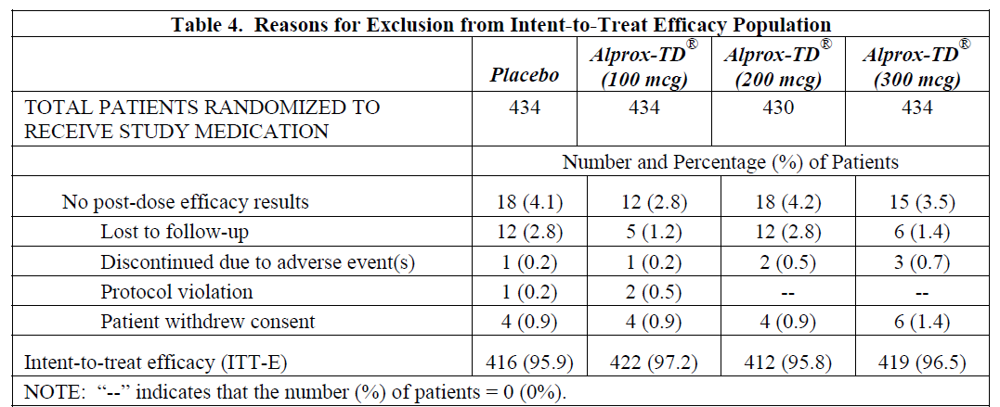 Table 4.  Reasons for Exclusion from Intent-to-Treat Efficacy Population
Placebo Alprox-TD® (100 mcg) Alprox-TD® (200 mcg) Alprox-TD® (300 mcg)
TOTAL PATIENTS RANDOMIZED TO RECEIVE STUDY MEDICATION 434 434 430 434
Number and Percentage (%) of Patients
No post-dose efficacy results 18 (4.1) 12 (2.8) 18 (4.2) 15 (3.5)
Lost to follow-up 12 (2.8) 5 (1.2) 12 (2.8) 6 (1.4)
Discontinued due to adverse event(s) 1 (0.2) 1 (0.2) 2 (0.5) 3 (0.7)
Protocol violation 1 (0.2) 2 (0.5) -- --
Patient withdrew consent 4 (0.9) 4 (0.9) 4 (0.9) 6 (1.4)
Intent-to-treat efficacy (ITT-E) 416 (95.9) 422 (97.2) 412 (95.8) 419 (96.5)
NOTE:  “--” indicates that the number (%) of patients = 0 (0%).